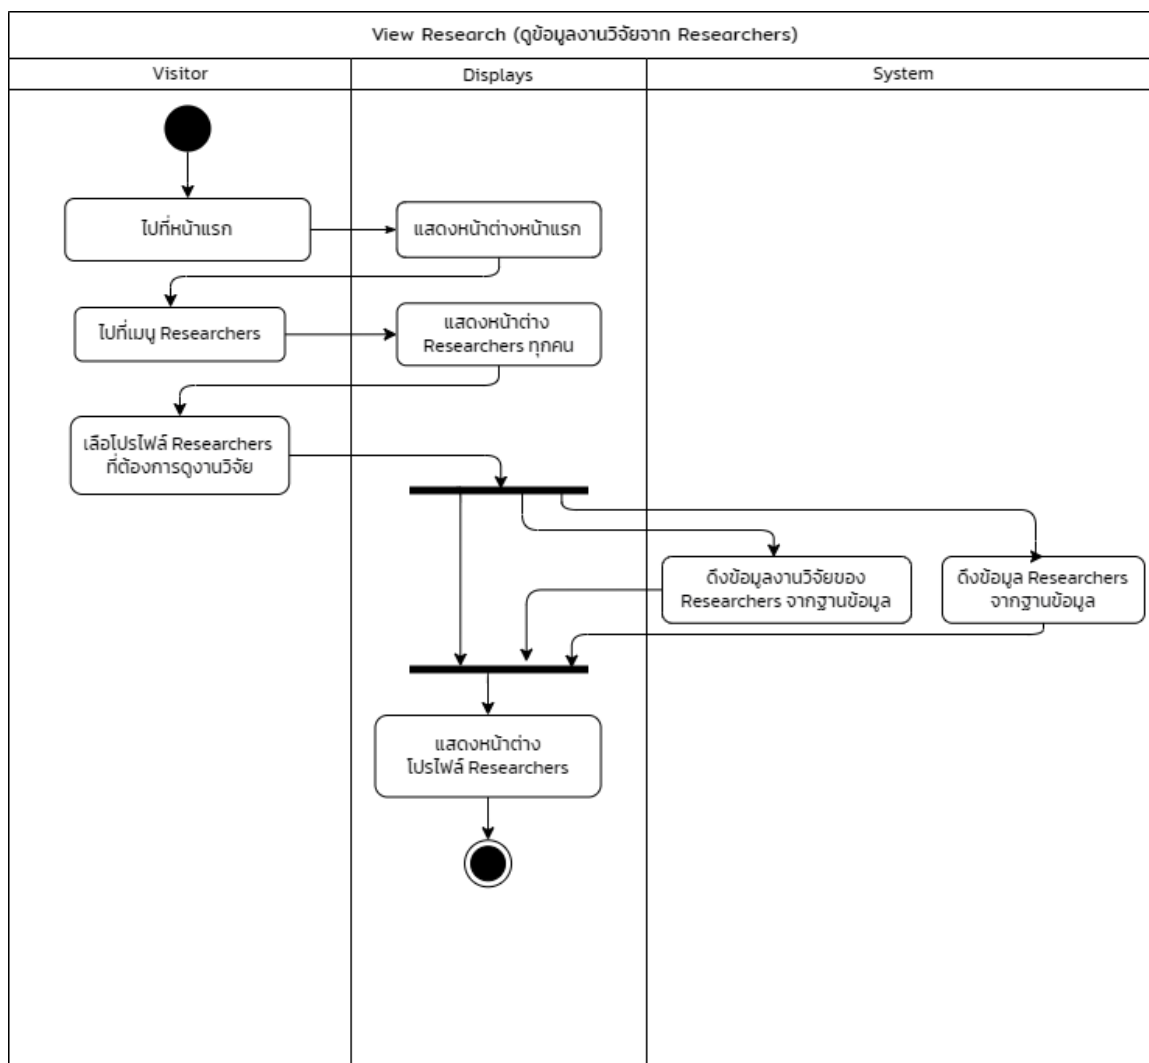 View Research (ดูข้อมูลงานวิจัยจาก Researchers)
Visitor
Displays
System
ไปที่หน้าแรก
แสดงหน้าต่างหน้าแรก
ไปที่เมนู Researchers
แสดงหน้าต่าง
Researchers ทุกคน
เลือโปรไฟล์ Researchers
ที่ต้องการดูงานวิจัย
ดึงข้อมูลงานวิจัยของ
Researchers จากฐานข้อมูล
ดึงข้อมูล Researchers
จากฐานข้อมูล
แสดงหน้าต่าง
โปรไฟล์ Researchers